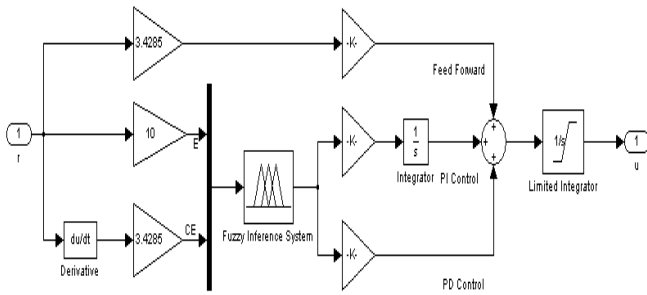 3.4285
-K-
Feed Forward
1
r
10
E
-K-
1
s
Integrator
PI Control
+
+
+
1/s
Limited Integrator
1
u
Fuzzy Inference System
du/dt
Derivative
3.4285
CE
-K-
PD Control